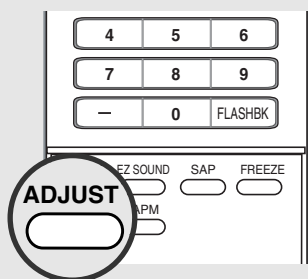 4 5 6
7 8 9
— 0 FLASHBK
EZ SOUND SAP FREEZE
ADJUST
APM